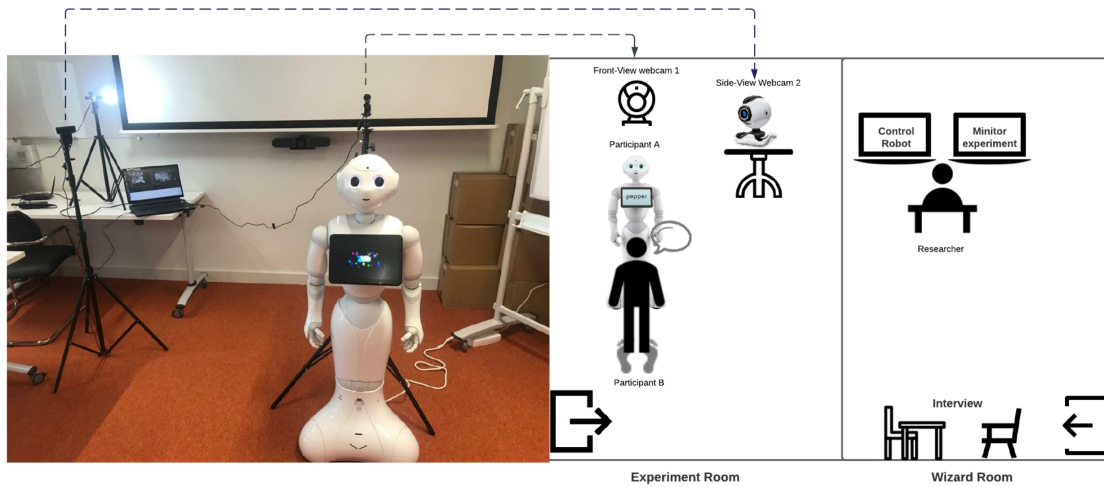 Front-View webcam 1
Side-View Webcam 2
Participant A
pepper
Participant B
Experiment Room
Control
Robot
Minitor
experiment
Researcher
Interview
Wizard Room